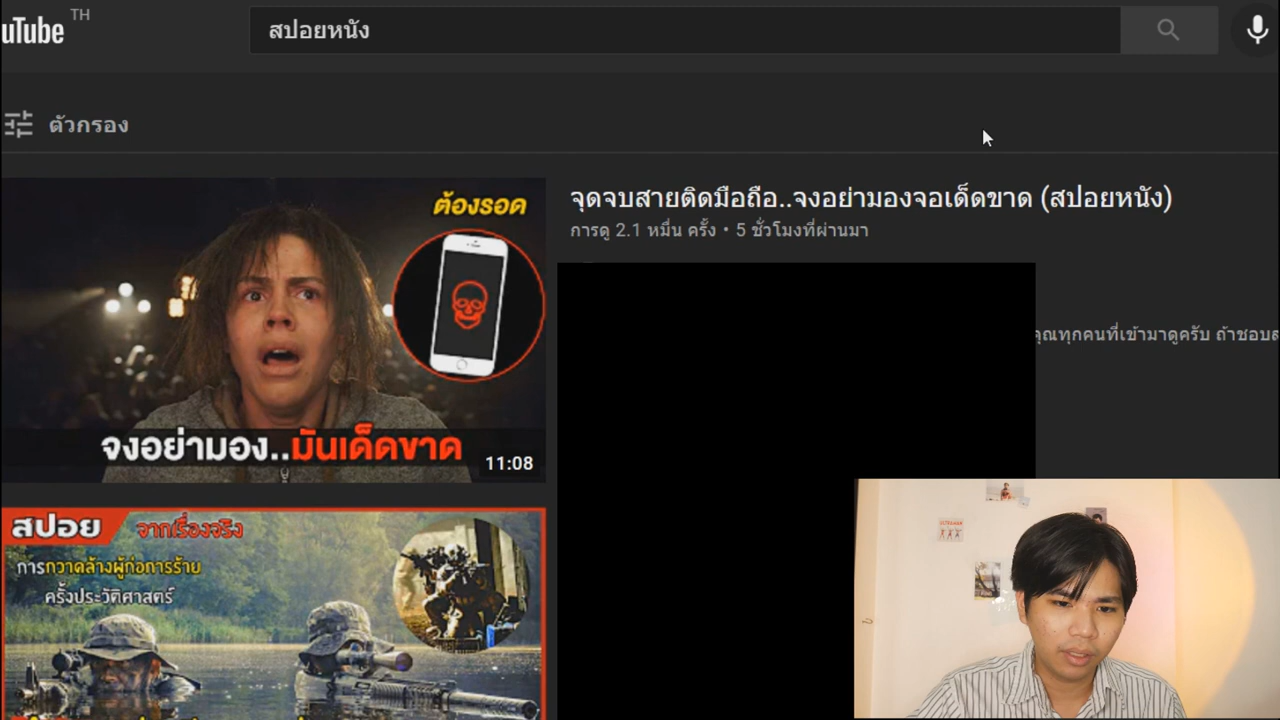 uTube TH
สปอยหนัง
ตัวกรอง
ต้องรอด
จงอย่ามอง..มันเด็ดขาด
11:08
จุดจบสายติดมือถือ..จงอย่ามองจอเด็ดขาด (สปอยหนัง)
การดู 2.1 หมื่น ครั้ง • 5 ชั่วโมงที่ผ่านมา
คุณทุกคนที่เข้ามาดูครับ ถ้าชอบ
สปอย จากเรื่องจริง
การกวาดล้างผู้ก่อการร้าย
ครั้งประวัติศาสตร์